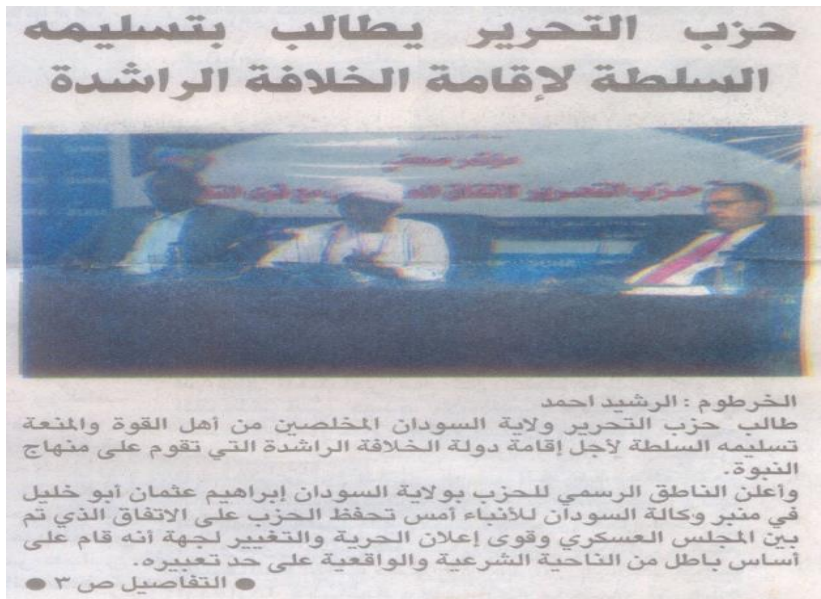 حزب التحرير يطالب بتسليمه
السلطة لإقامة الخلافة الراشدة
مؤتمر صحفي
حزب التحرير
الخرطوم : الرشيد احمد
طالب حزب التحرير ولاية السودان المخلصين من أهل القوة والمنعة
تسليمه السلطة لأجل إقامة دولة الخلافة الراشدة التي تقوم على منهاج
النبوة.
وأعلن الناطق الرسمي للحزب بولاية السودان إبراهيم عثمان أبو خليل
في منبر وكالة السودان للأنباء أمس تحفظ الحزب على الاتفاق الذي تم
بين المجلس العسكري وقوى إعلان الحرية والتغيير لجهة أنه قام على
أساس باطل من الناحية الشرعية والواقعية على حد تعبيره.
● التفاصيل ص ٣ ●